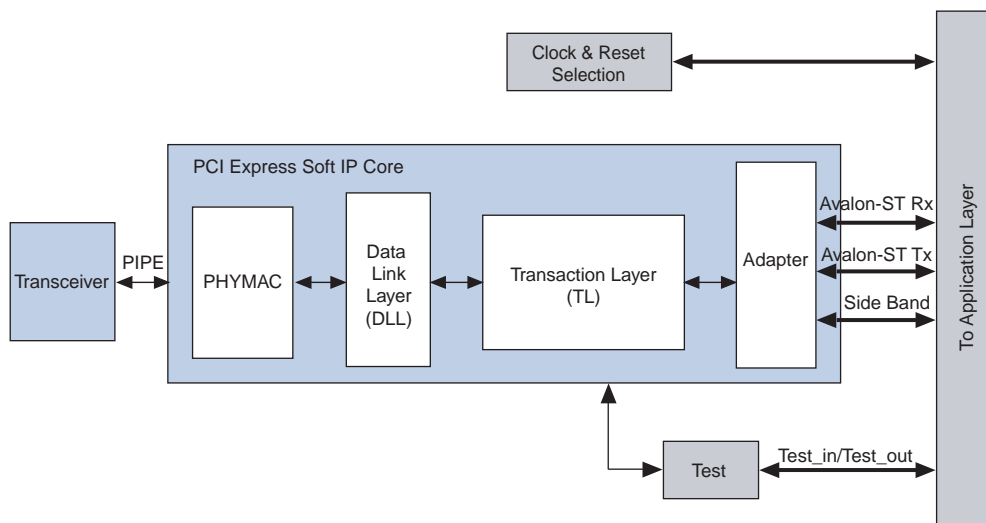 Clock & Reset
Selection
PCI Express Soft IP Core
Transceiver
PIPE
PHYMAC
Data
Link
Layer
(DLL)
Transaction Layer
(TL)
Adapter
Avalon-ST Rx
Avalon-ST Tx
Side Band
To Application Layer
Test
Test_in/Test_out